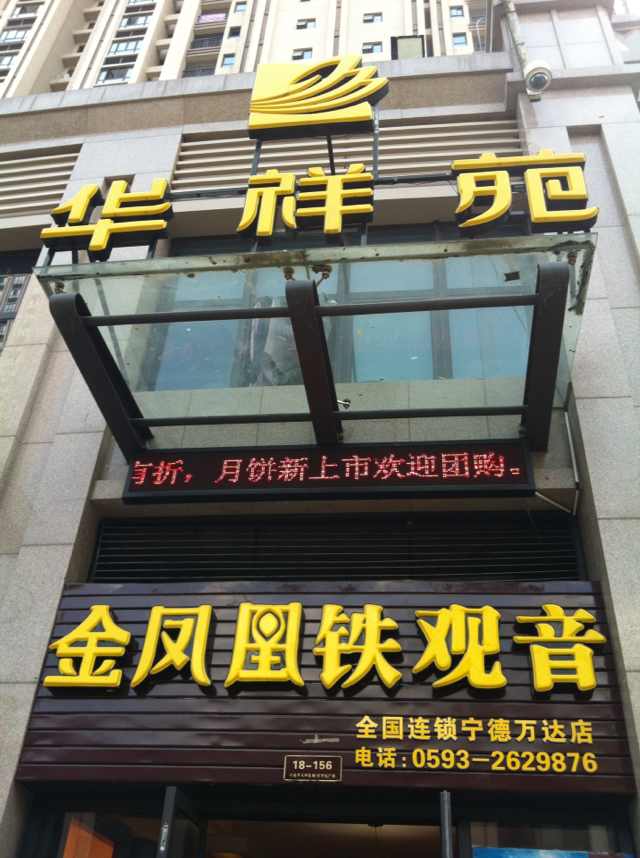 华祥苑
有折，月饼新上市欢迎团购。
金凤凰铁观音
全国连锁宁德万达店
电话:0593-2629876
18-156